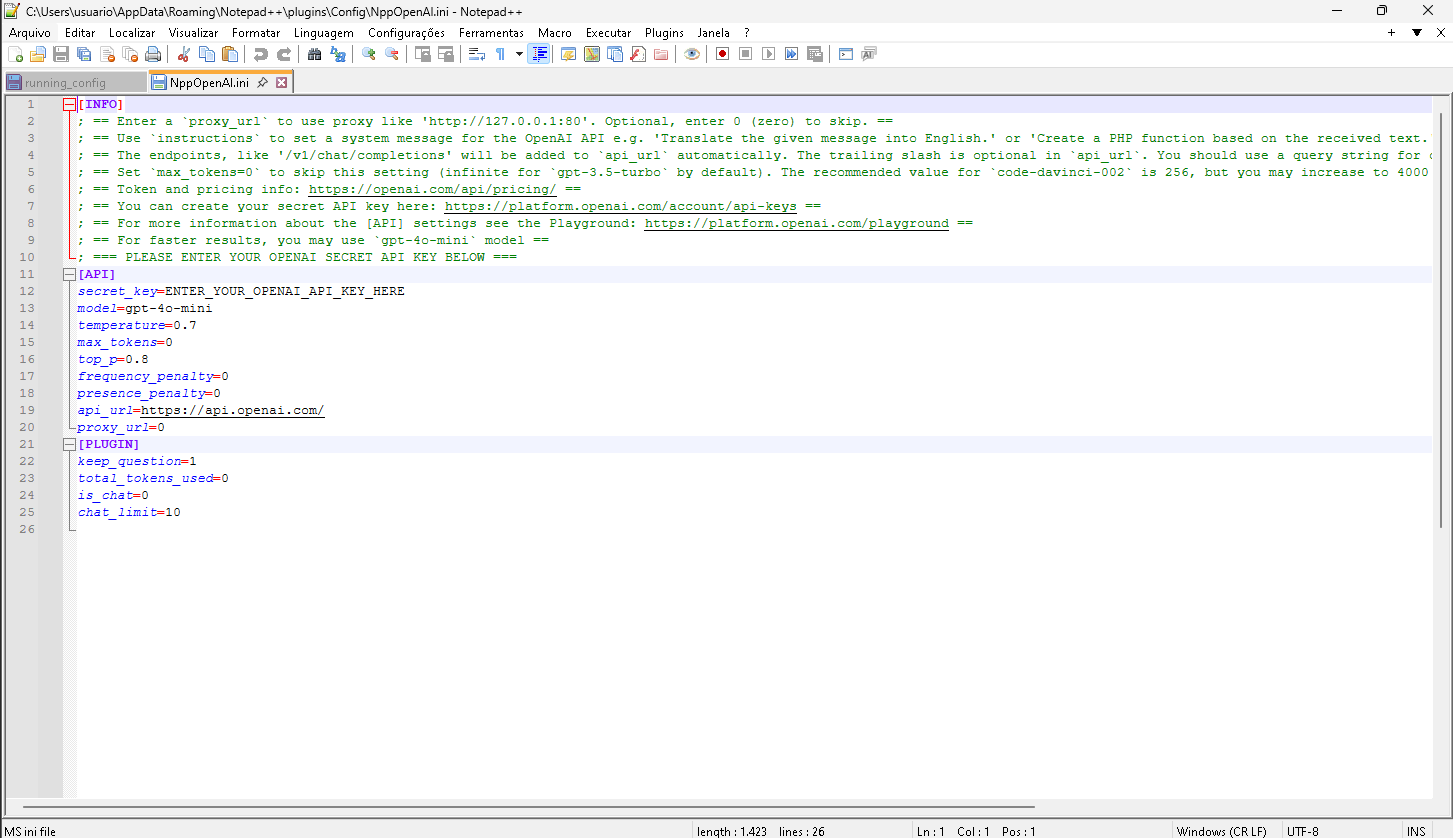 C:\Users\usuario\AppData\Roaming\Notepad++\plugins\Config\NppOpenAI.ini - Notepad++
Arquivo Editar Localizar Visualizar Formatar Linguagem Configurações Ferramentas Macro Executar Plugins Janela ?
running_config NppOpenAI.ini
1 [INFO]
2 ; == Enter a `proxy_url` to use proxy like 'http://127.0.0.1:80'. Optional, enter 0 (zero) to skip. ==
3 ; == Use `instructions` to set a system message for the OpenAI API e.g. 'Translate the given message into English.' or 'Create a PHP function based on the received text.
4 ; == The endpoints, like '/v1/chat/completions' will be added to `api_url` automatically. The trailing slash is optional in `api_url`. You should use a query string for
5 ; == Set `max_tokens=0` to skip this setting (infinite for `gpt-3.5-turbo` by default). The recommended value for `code-davinci-002` is 256, but you may increase to 4000
6 ; == Token and pricing info: https://openai.com/api/pricing/ ==
7 ; == You can create your secret API key here: https://platform.openai.com/account/api-keys ==
8 ; == For more information about the [API] settings see the Playground: https://platform.openai.com/playground ==
9 ; == For faster results, you may use `gpt-4o-mini` model ==
10 ; === PLEASE ENTER YOUR OPENAI SECRET API KEY BELOW ===
11 [API]
12 secret_key=ENTER_YOUR_OPENAI_API_KEY_HERE
13 model=gpt-4o-mini
14 temperature=0.7
15 max_tokens=0
16 top_p=0.8
17 frequency_penalty=0
18 presence_penalty=0
19 api_url=https://api.openai.com/
20 proxy_url=0
21 [PLUGIN]
22 keep_question=1
23 total_tokens_used=0
24 is_chat=0
25 chat_limit=10
26
MS ini file length : 1.423 lines : 26 Ln : 1 Col : 1 Pos : 1 Windows (CR LF) UTF-8 INS